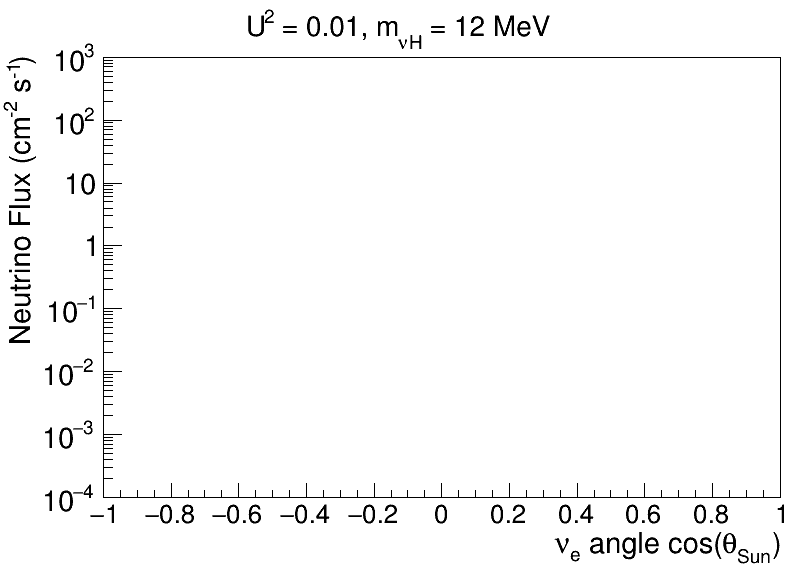 U² = 0.01, m_νH = 12 MeV
Neutrino Flux (cm⁻² s⁻¹)
10³
10²
10
1
10⁻¹
10⁻²
10⁻³
10⁻⁴
−1 −0.8 −0.6 −0.4 −0.2 0 0.2 0.4 0.6 0.8 1
ν_e angle cos(θ_Sun)